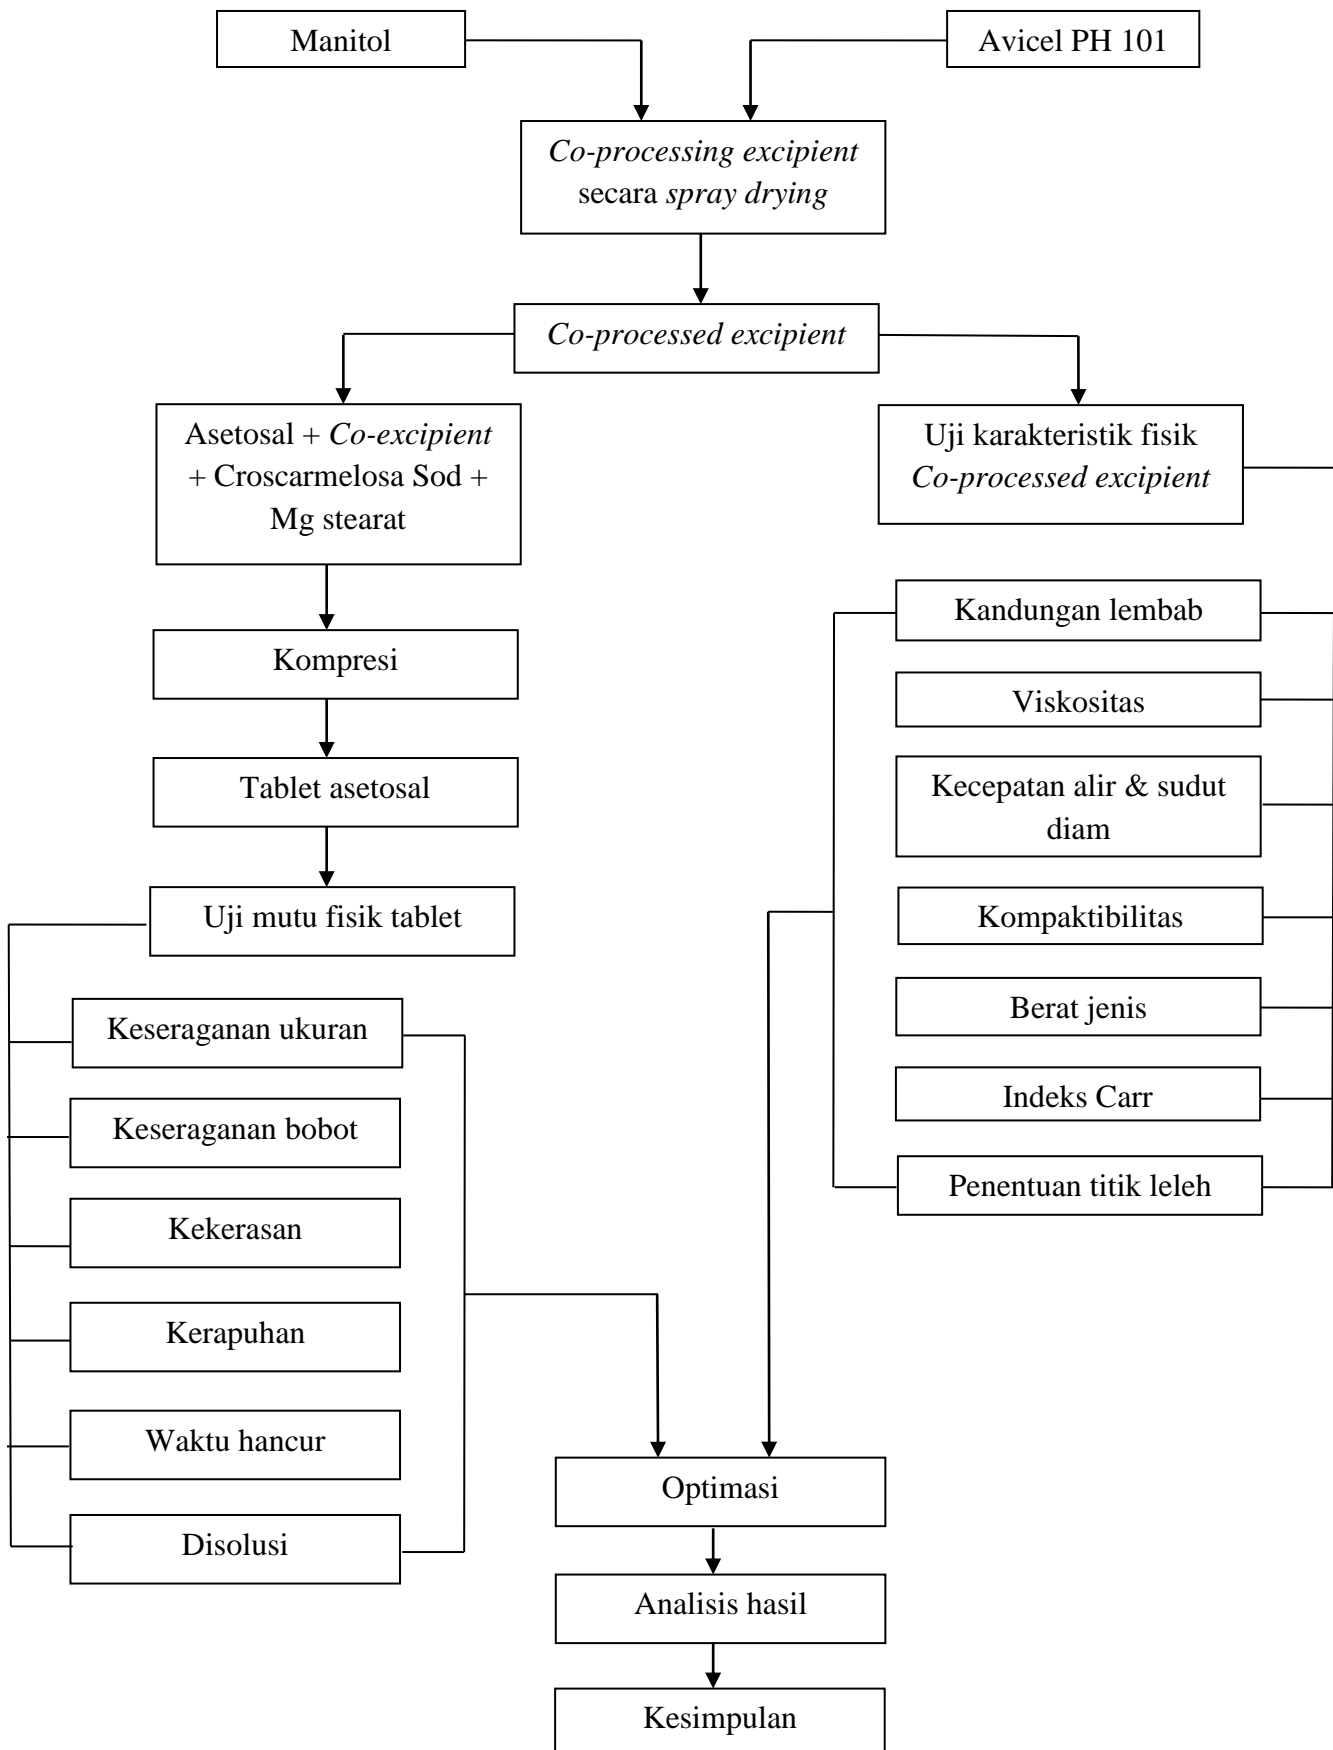 Manitol
Avicel PH 101
Co-processing excipient
secara spray drying
Co-processed excipient
Asetosal + Co-excipient
+ Croscarmelosa Sod +
Mg stearat
Uji karakteristik fisik
Co-processed excipient
Kompresi
Tablet asetosal
Uji mutu fisik tablet
Keseraganan ukuran
Keseraganan bobot
Kekerasan
Kerapuhan
Waktu hancur
Disolusi
Kandungan lembab
Viskositas
Kecepatan alir & sudut
diam
Kompaktibilitas
Berat jenis
Indeks Carr
Penentuan titik leleh
Optimasi
Analisis hasil
Kesimpulan